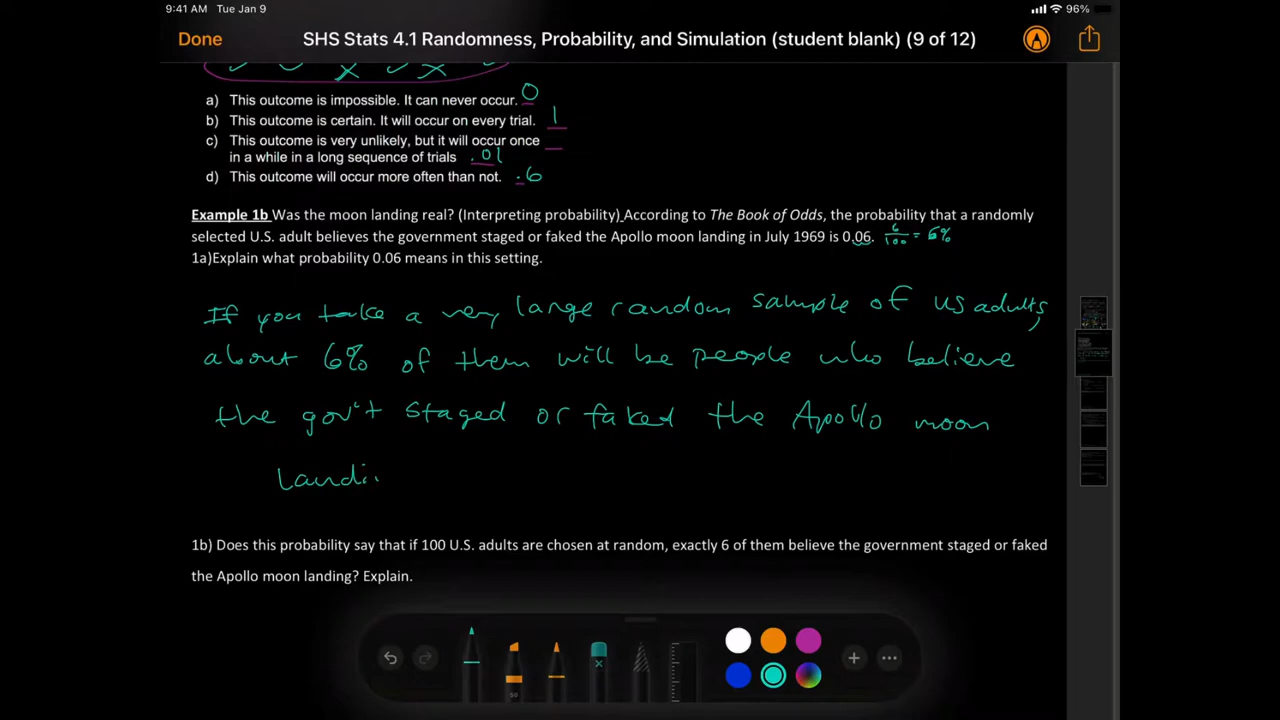 9:41 AM Tue Jan 9 96%
Done SHS Stats 4.1 Randomness, Probability, and Simulation (student blank) (9 of 12)
a) This outcome is impossible. It can never occur. 0
b) This outcome is certain. It will occur on every trial. 1
c) This outcome is very unlikely, but it will occur once
in a while in a long sequence of trials .01
d) This outcome will occur more often than not. .6
Example 1b Was the moon landing real? (Interpreting probability) According to The Book of Odds, the probability that a randomly
selected U.S. adult believes the government staged or faked the Apollo moon landing in July 1969 is 0.06. 6/100 = 6%
1a)Explain what probability 0.06 means in this setting.
If you take a very large random sample of US adults,
about 6% of them will be people who believe
the gov't staged or faked the Apollo moon
landi
1b) Does this probability say that if 100 U.S. adults are chosen at random, exactly 6 of them believe the government staged or faked
the Apollo moon landing? Explain.